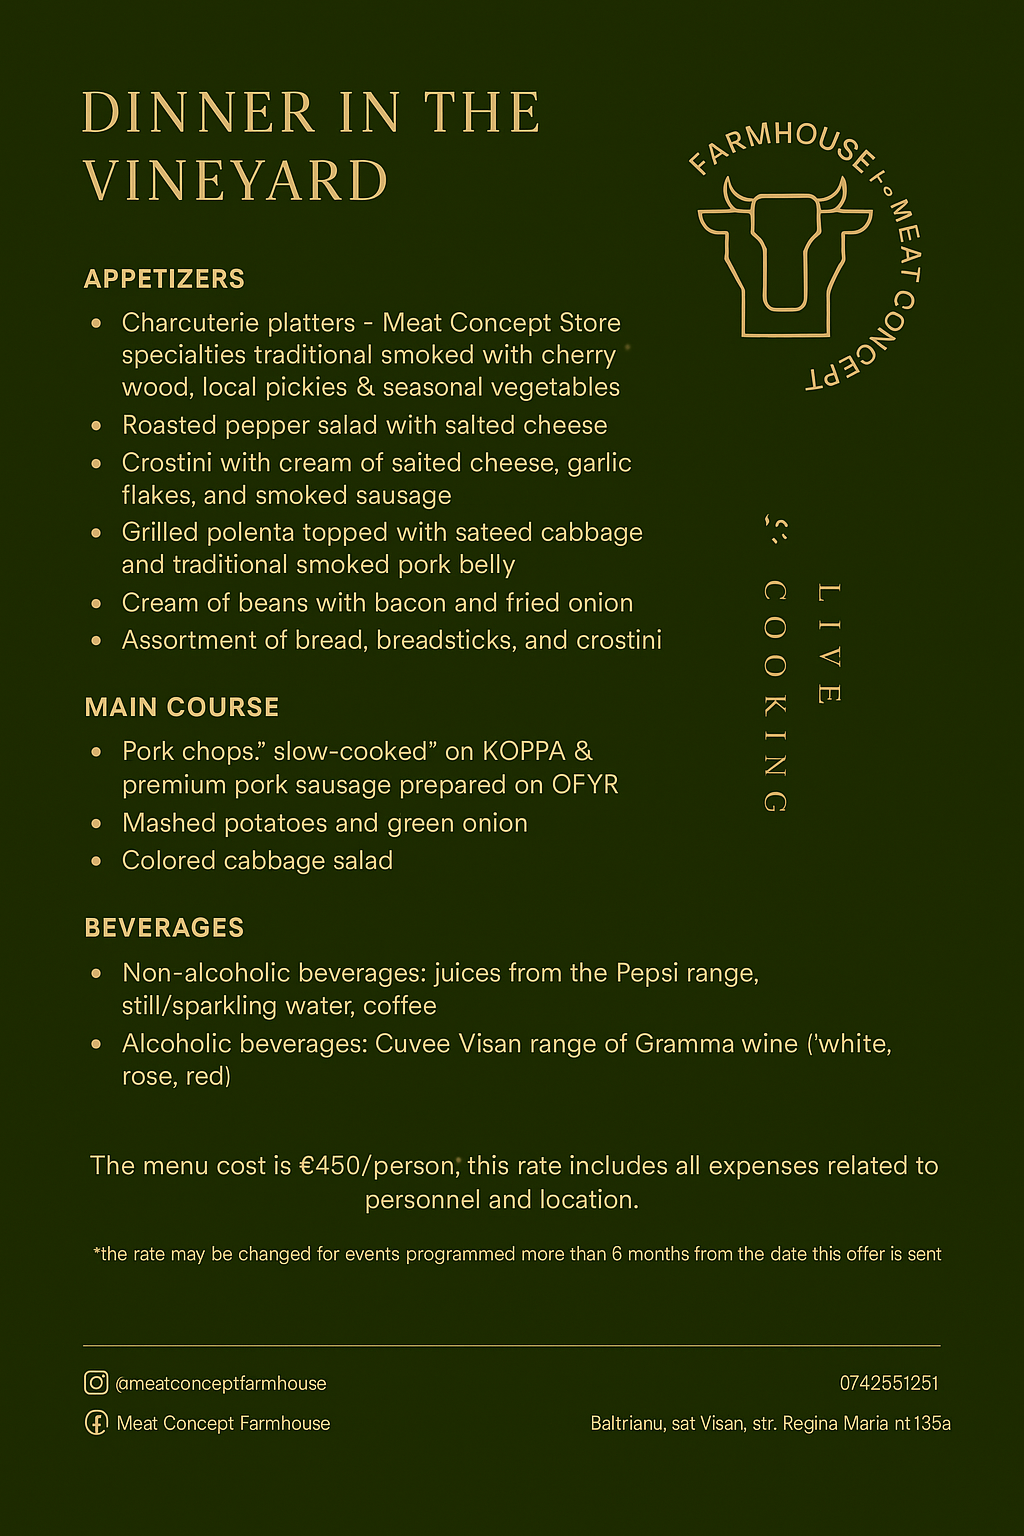 DINNER IN THE
VINEYARD
FARMHOUSE
MEAT CONCEPT
APPETIZERS
• Charcuterie platters - Meat Concept Store
specialties traditional smoked with cherry
wood, local pickies & seasonal vegetables
• Roasted pepper salad with salted cheese
• Crostini with cream of saited cheese, garlic
flakes, and smoked sausage
• Grilled polenta topped with sateed cabbage
and traditional smoked pork belly
• Cream of beans with bacon and fried onion
• Assortment of bread, breadsticks, and crostini
LIVE
COOKING
MAIN COURSE
• Pork chops.” slow-cooked” on KOPPA &
premium pork sausage prepared on OFYR
• Mashed potatoes and green onion
• Colored cabbage salad
BEVERAGES
• Non-alcoholic beverages: juices from the Pepsi range,
still/sparkling water, coffee
• Alcoholic beverages: Cuvee Visan range of Gramma wine ('white,
rose, red)
The menu cost is €450/person; this rate includes all expenses related to
personnel and location.
*the rate may be changed for events programmed more than 6 months from the date this offer is sent
@meatconceptfarmhouse
0742551251
Meat Concept Farmhouse
Baltrianu, sat Visan, str. Regina Maria nt 135a